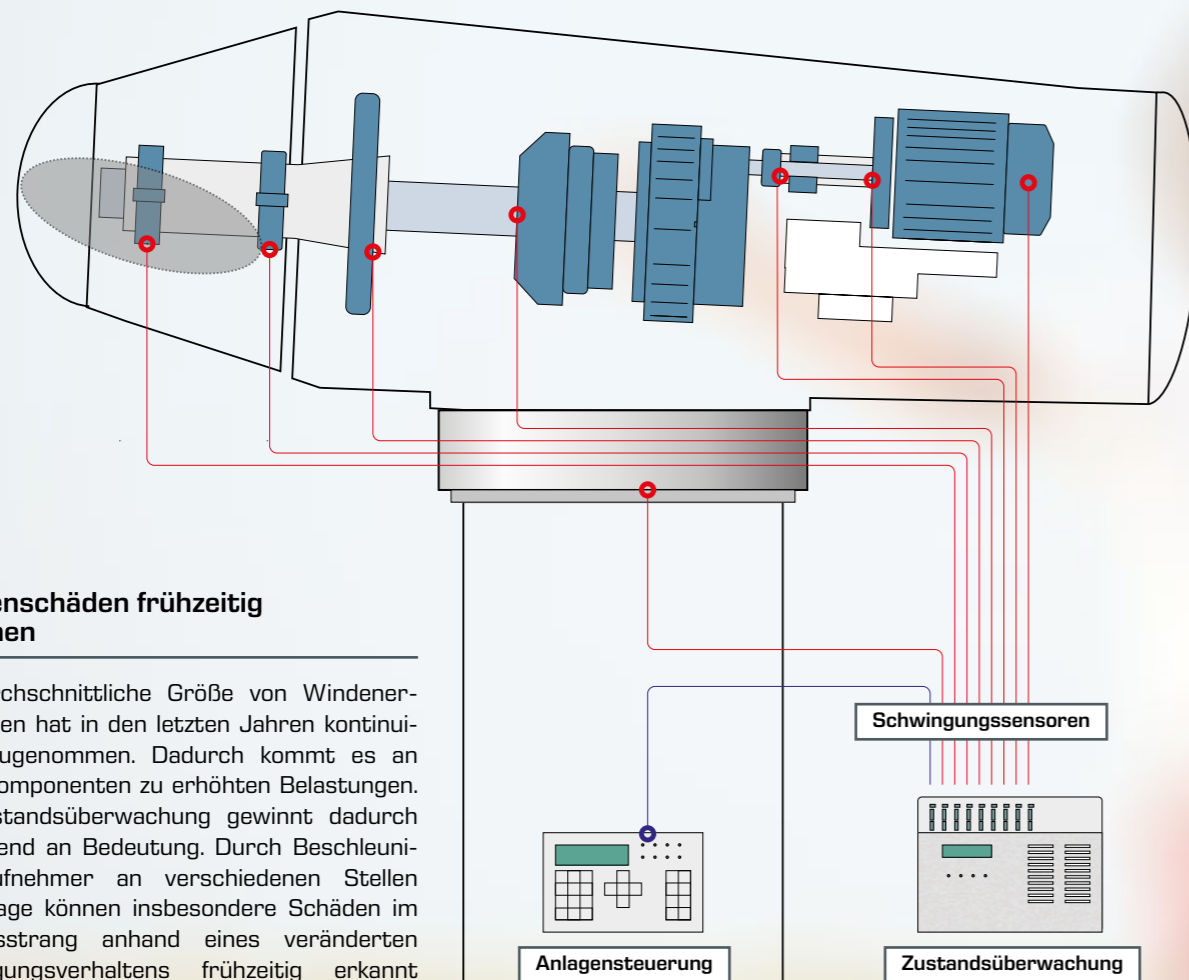 enschäden frühzeitig
nen
rchschnittliche Größe von Windener-
en hat in den letzten Jahren kontinui-
ugenommen. Dadurch kommt es an
omponenten zu erhöhten Belastungen.
standsüberwachung gewinnt dadurch
end an Bedeutung. Durch Beschleuni-
ufnehmer an verschiedenen Stellen
age können insbesondere Schäden im
sstrang anhand eines veränderten
gungsverhaltens frühzeitig erkannt
Schwingungssensoren
Anlagensteuerung
Zustandsüberwachung